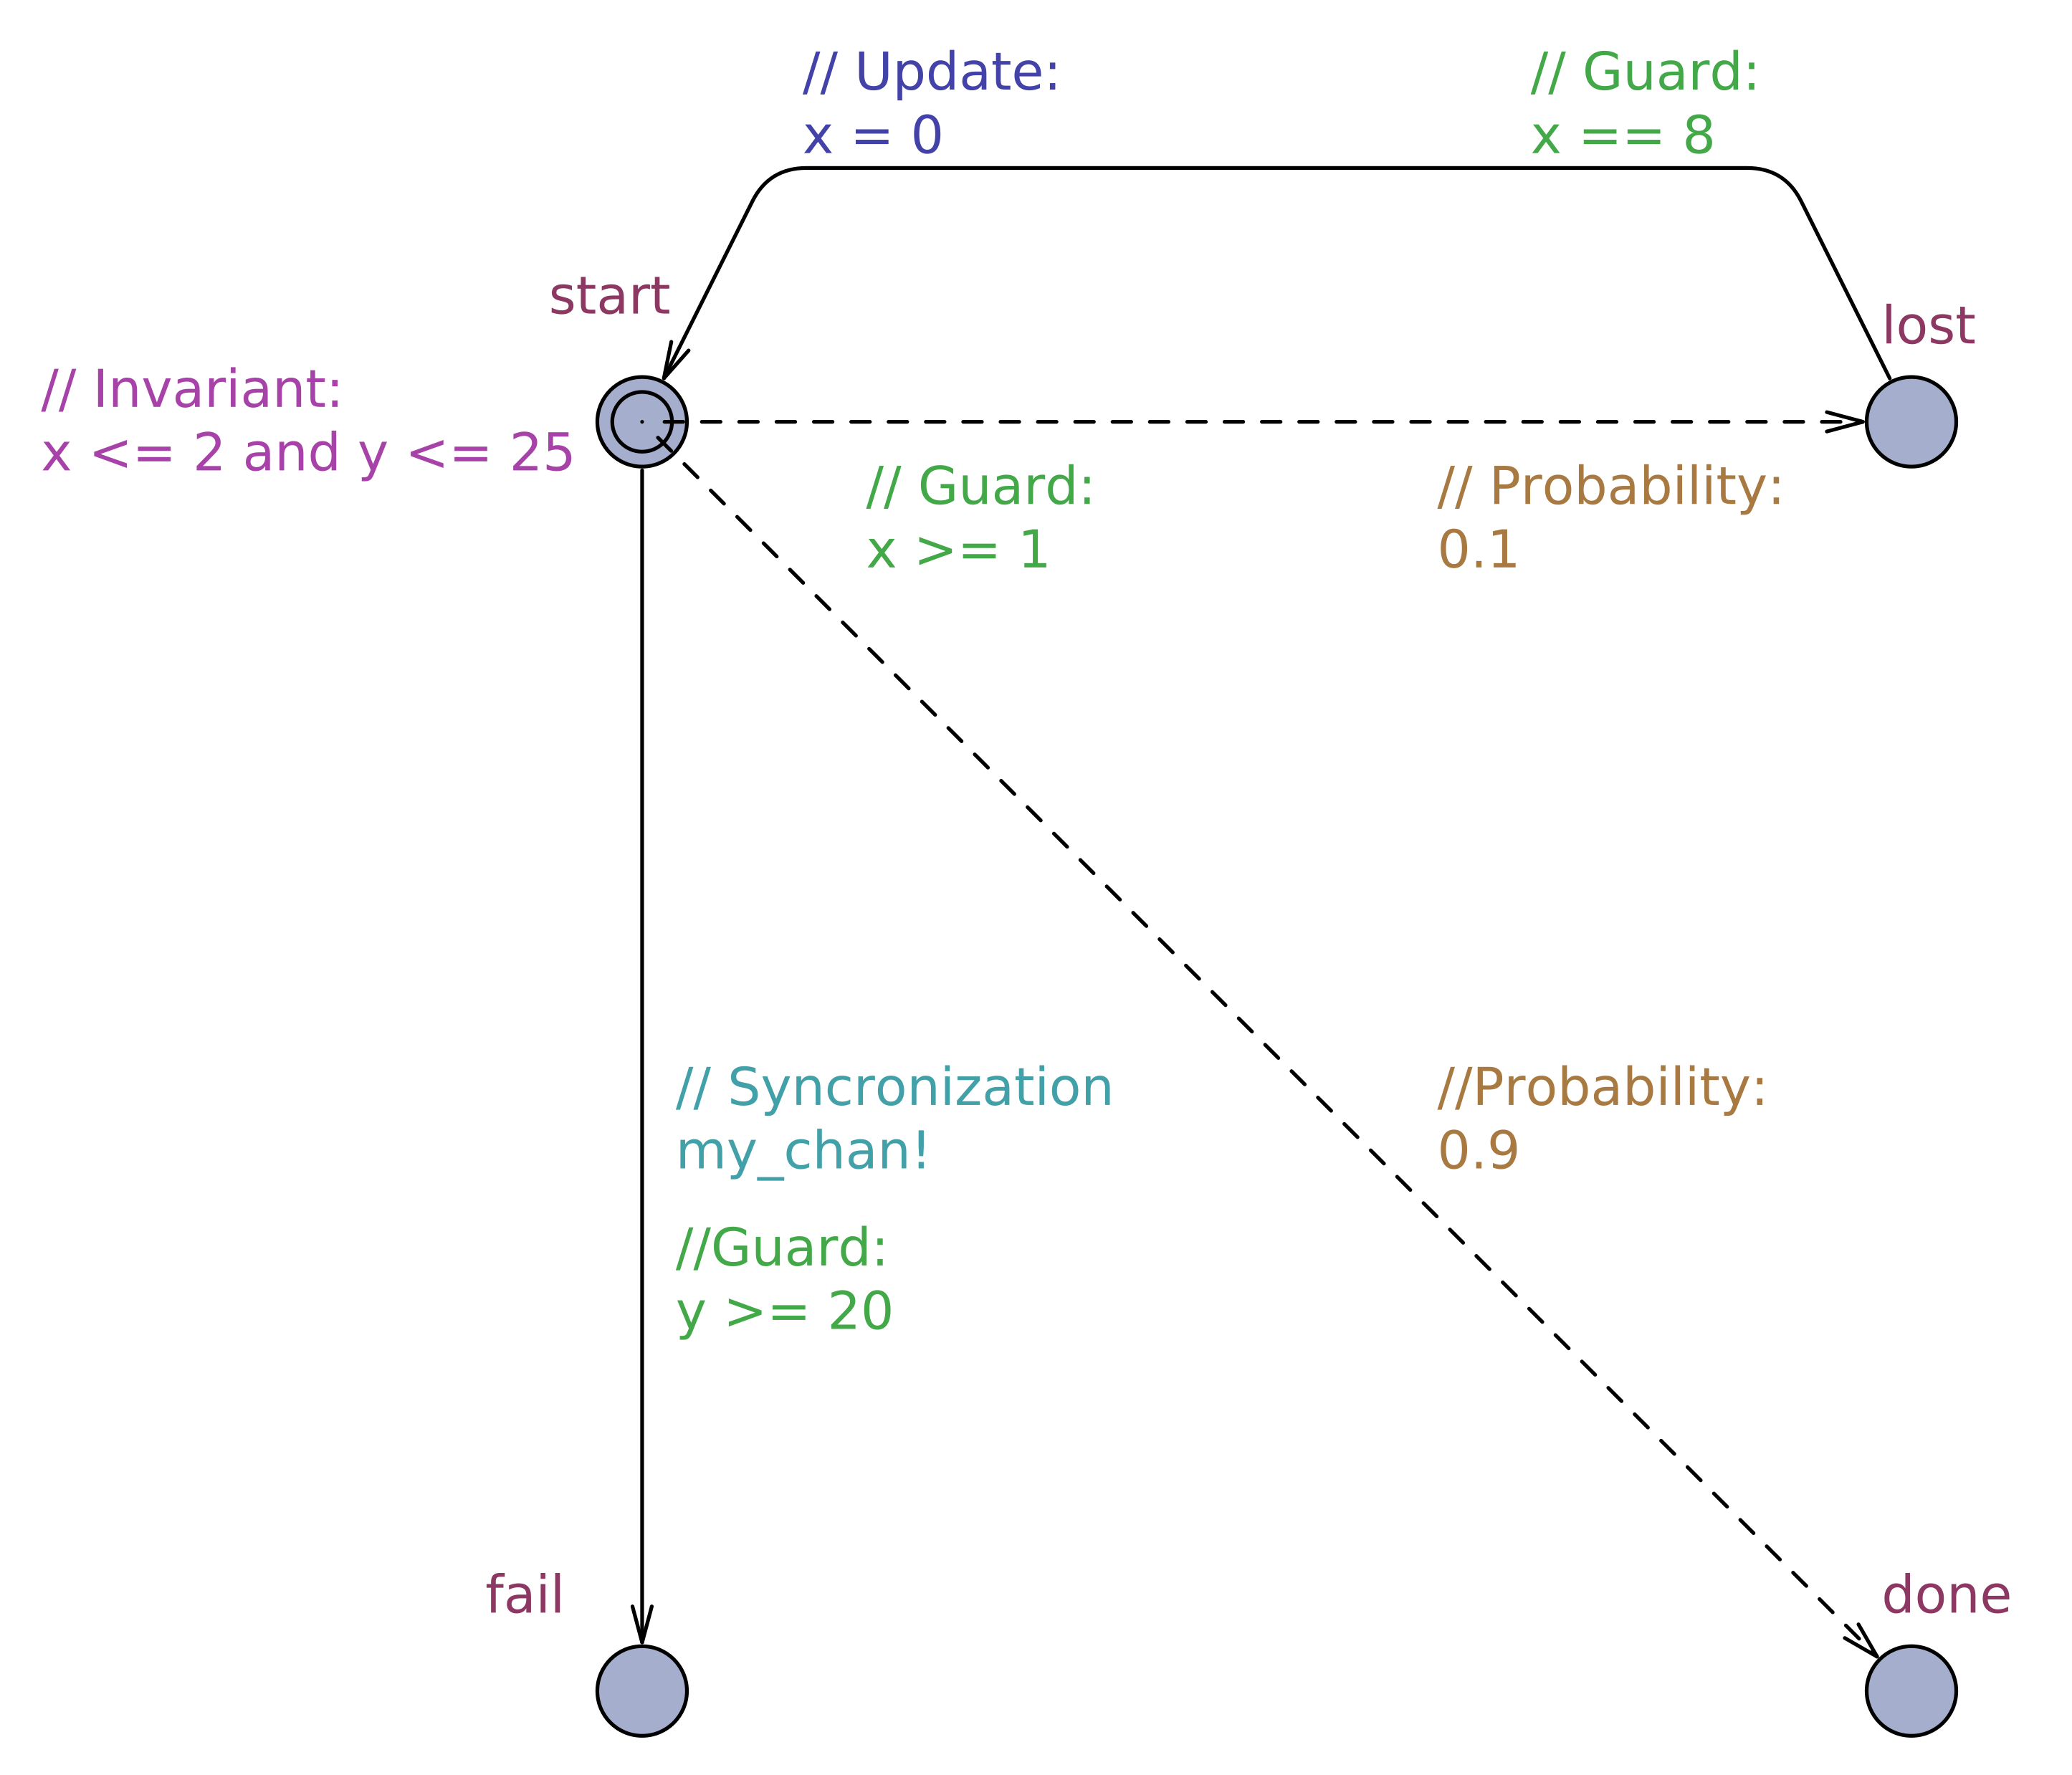 // Update:
x = 0
// Guard:
x == 8
start
lost
// Invariant:
x <= 2 and y <= 25
// Guard:
x >= 1
// Probability:
0.1
// Syncronization
my_chan!
//Guard:
y >= 20
//Probability:
0.9
fail
done